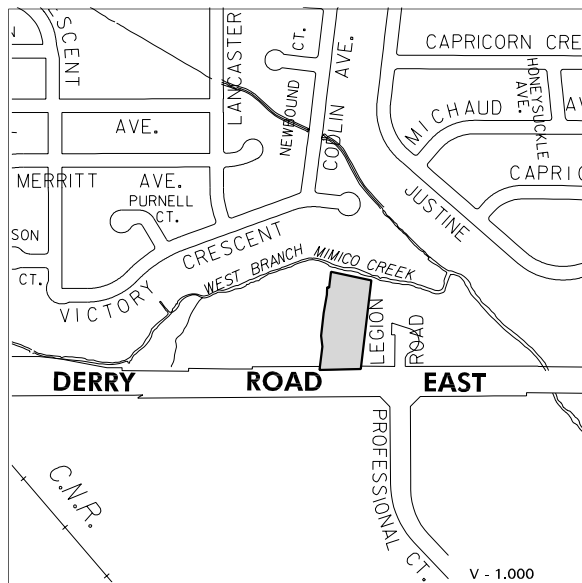 ESCENT
LANCASTER
NEWBOUND CT.
COOLIN AVE.
CAPRICORN CRE
HONEYSUCKLE AVE.
MICHAUD
AV
AVE.
MERRITT AVE.
PURNELL
CT.
CAPRIC
JUSTINE
SON
CT.
VICTORY CRESCENT
WEST BRANCH MIMICO CREEK
LEGION
ROAD
DERRY ROAD EAST
PROFESSIONAL CT.
C.N.R.
V - 1.000